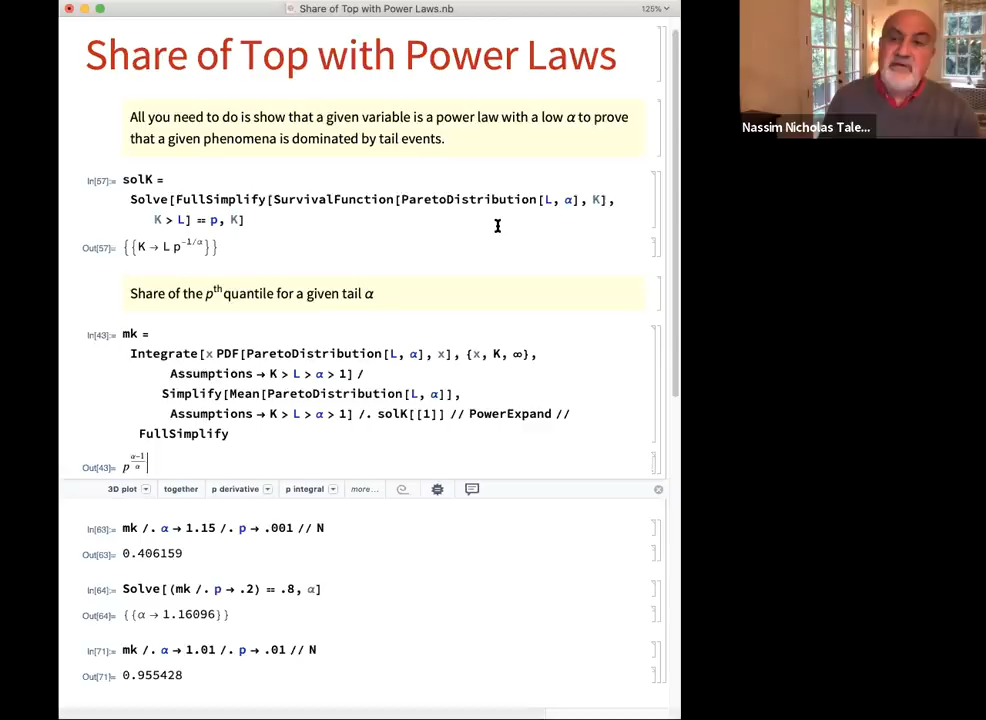 Share of Top with Power Laws.nb
125%
Share of Top with Power Laws
All you need to do is show that a given variable is a power law with a low α to prove
that a given phenomena is dominated by tail events.
In[57]:= solK =
Solve[FullSimplify[SurvivalFunction[ParetoDistribution[L, α], K],
K > L] == p, K]
Out[57]= {{K → L p^(-1/α)}}
Share of the p^th quantile for a given tail α
In[43]:= mk =
Integrate[x PDF[ParetoDistribution[L, α], x], {x, K, ∞},
Assumptions → K > L > α > 1] /
Simplify[Mean[ParetoDistribution[L, α]],
Assumptions → K > L > α > 1] /. solK[[1]] // PowerExpand //
FullSimplify
Out[43]= p^((α-1)/α)
3D plot together p derivative p integral more...
In[63]:= mk /. α → 1.15 /. p → .001 // N
Out[63]= 0.406159
In[64]:= Solve[(mk /. p → .2) == .8, α]
Out[64]= {{α → 1.16096}}
In[71]:= mk /. α → 1.01 /. p → .01 // N
Out[71]= 0.955428
Nassim Nicholas Tale...